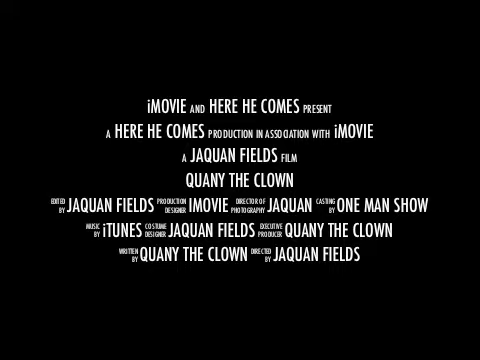 iMOVIE AND HERE HE COMES PRESENT
A HERE HE COMES PRODUCTION IN ASSOCIATION WITH iMOVIE
A JAQUAN FIELDS FILM
QUANY THE CLOWN
EDITED BY JAQUAN FIELDS PRODUCTION DESIGNER IMOVIE DIRECTOR OF PHOTOGRAPHY JAQUAN CASTING BY ONE MAN SHOW
MUSIC BY iTUNES COSTUME DESIGNER JAQUAN FIELDS EXECUTIVE PRODUCER QUANY THE CLOWN
WRITTEN BY QUANY THE CLOWN DIRECTED BY JAQUAN FIELDS